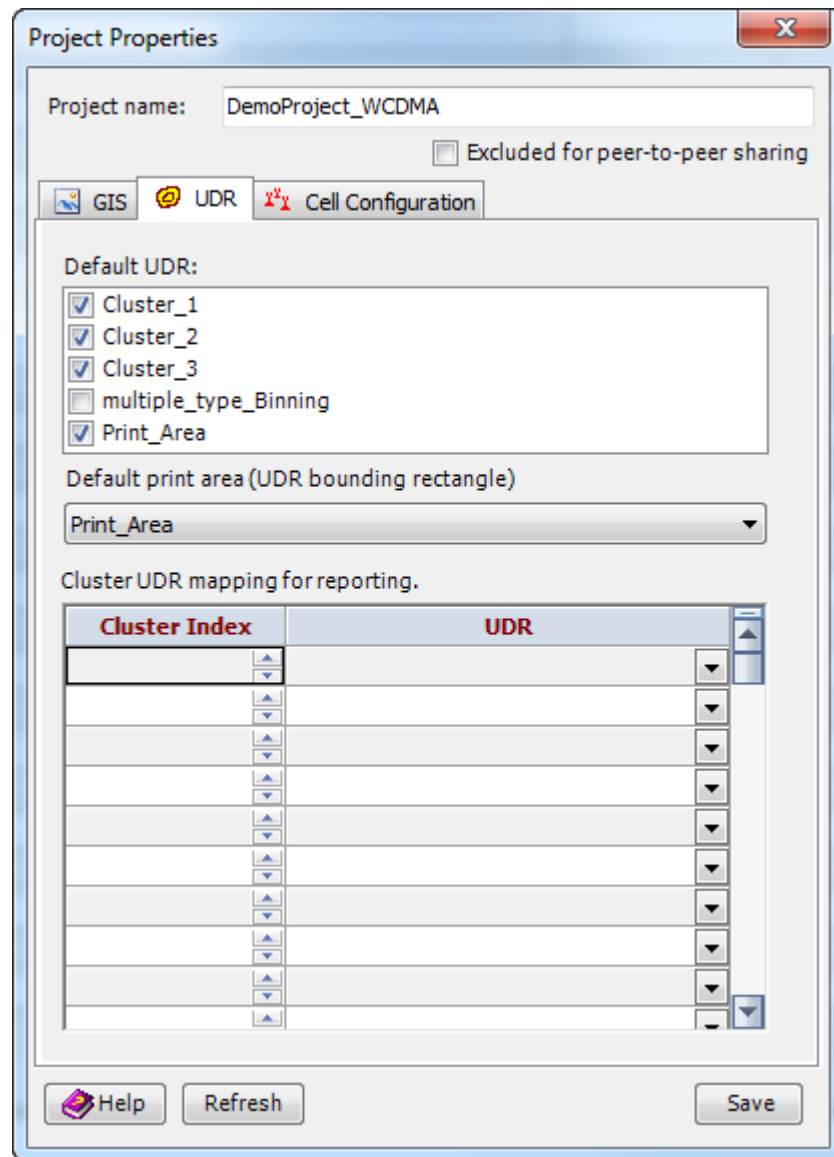 Project Properties
Project name: DemoProject_WCDMA
Excluded for peer-to-peer sharing
GIS UDR Cell Configuration
Default UDR:
Cluster_1
Cluster_2
Cluster_3
multiple_type_Binning
Print_Area
Default print area (UDR bounding rectangle)
Print_Area
Cluster UDR mapping for reporting.
Cluster Index UDR
Help Refresh Save